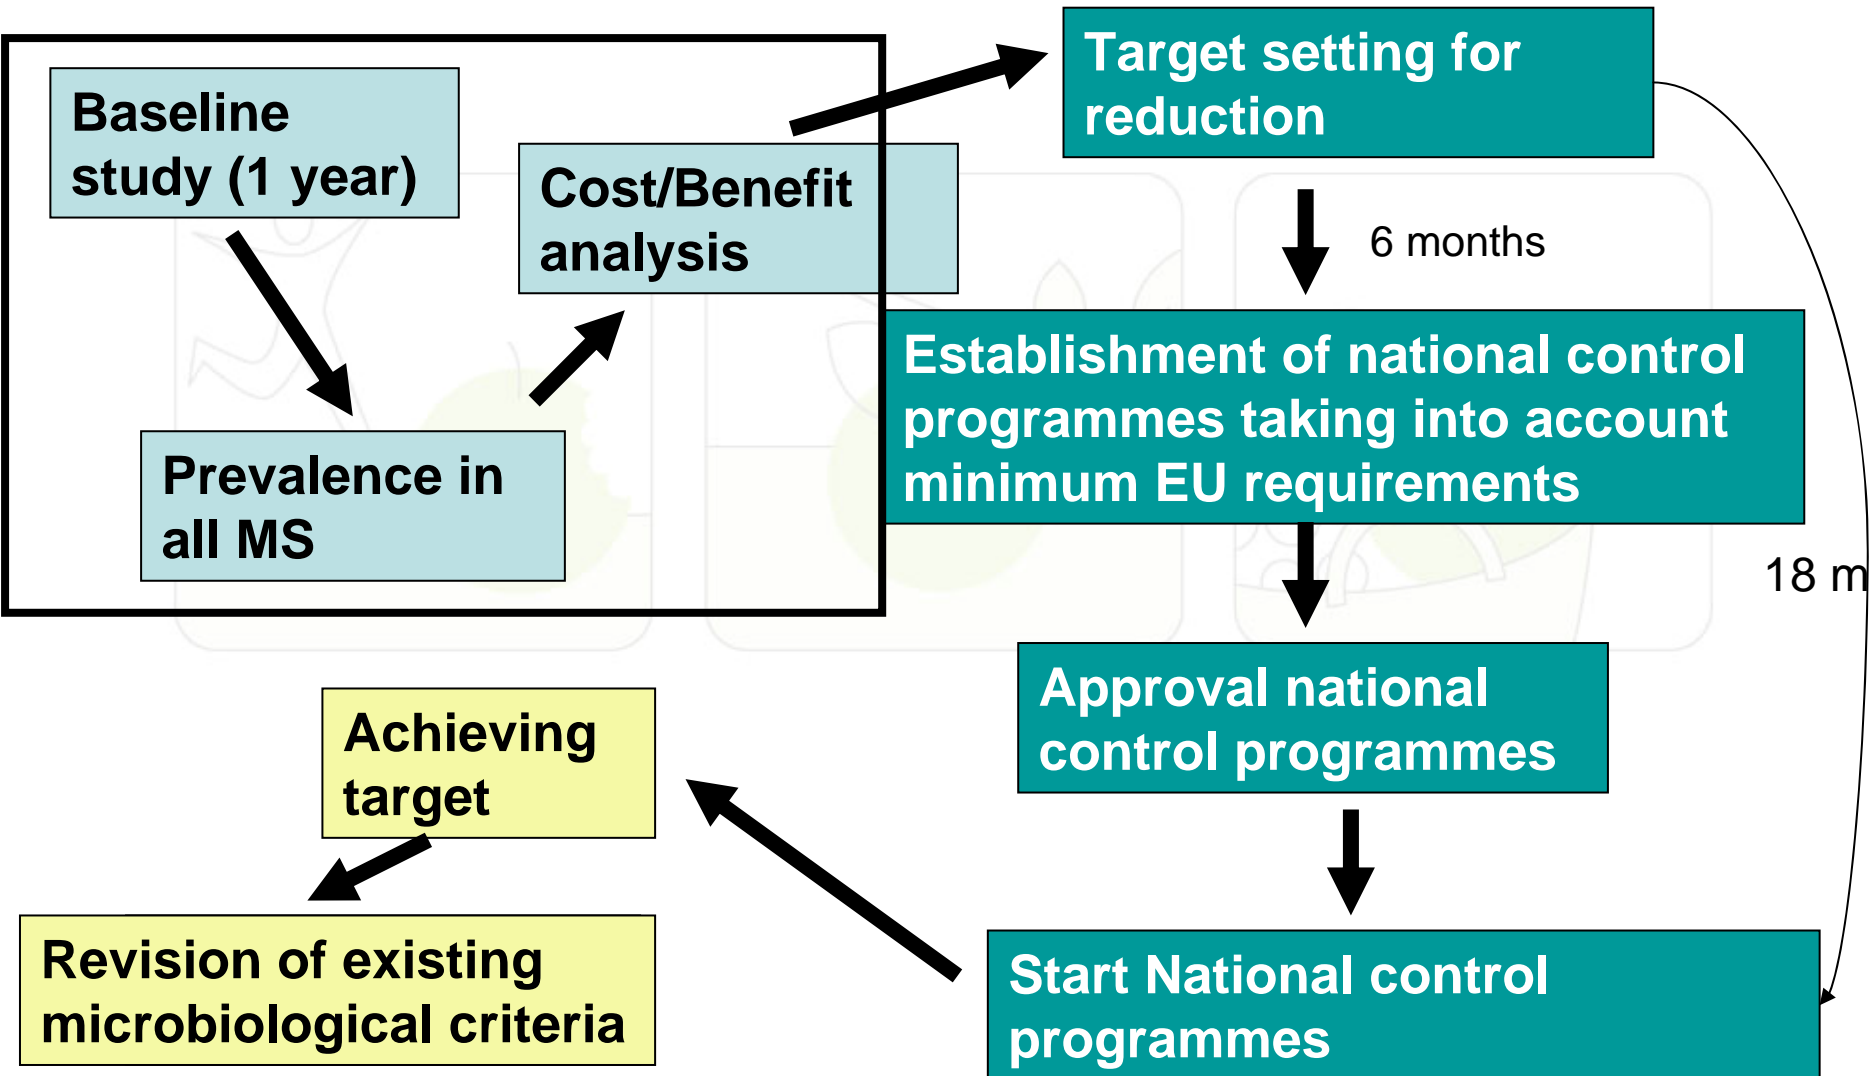 Baseline
study (1 year)
Prevalence in
all MS
Cost/Benefit
analysis
Target setting for
reduction
6 months
Establishment of national control
programmes taking into account
minimum EU requirements
18 m
Approval national
control programmes
Start National control
programmes
Achieving
target
Revision of existing
microbiological criteria